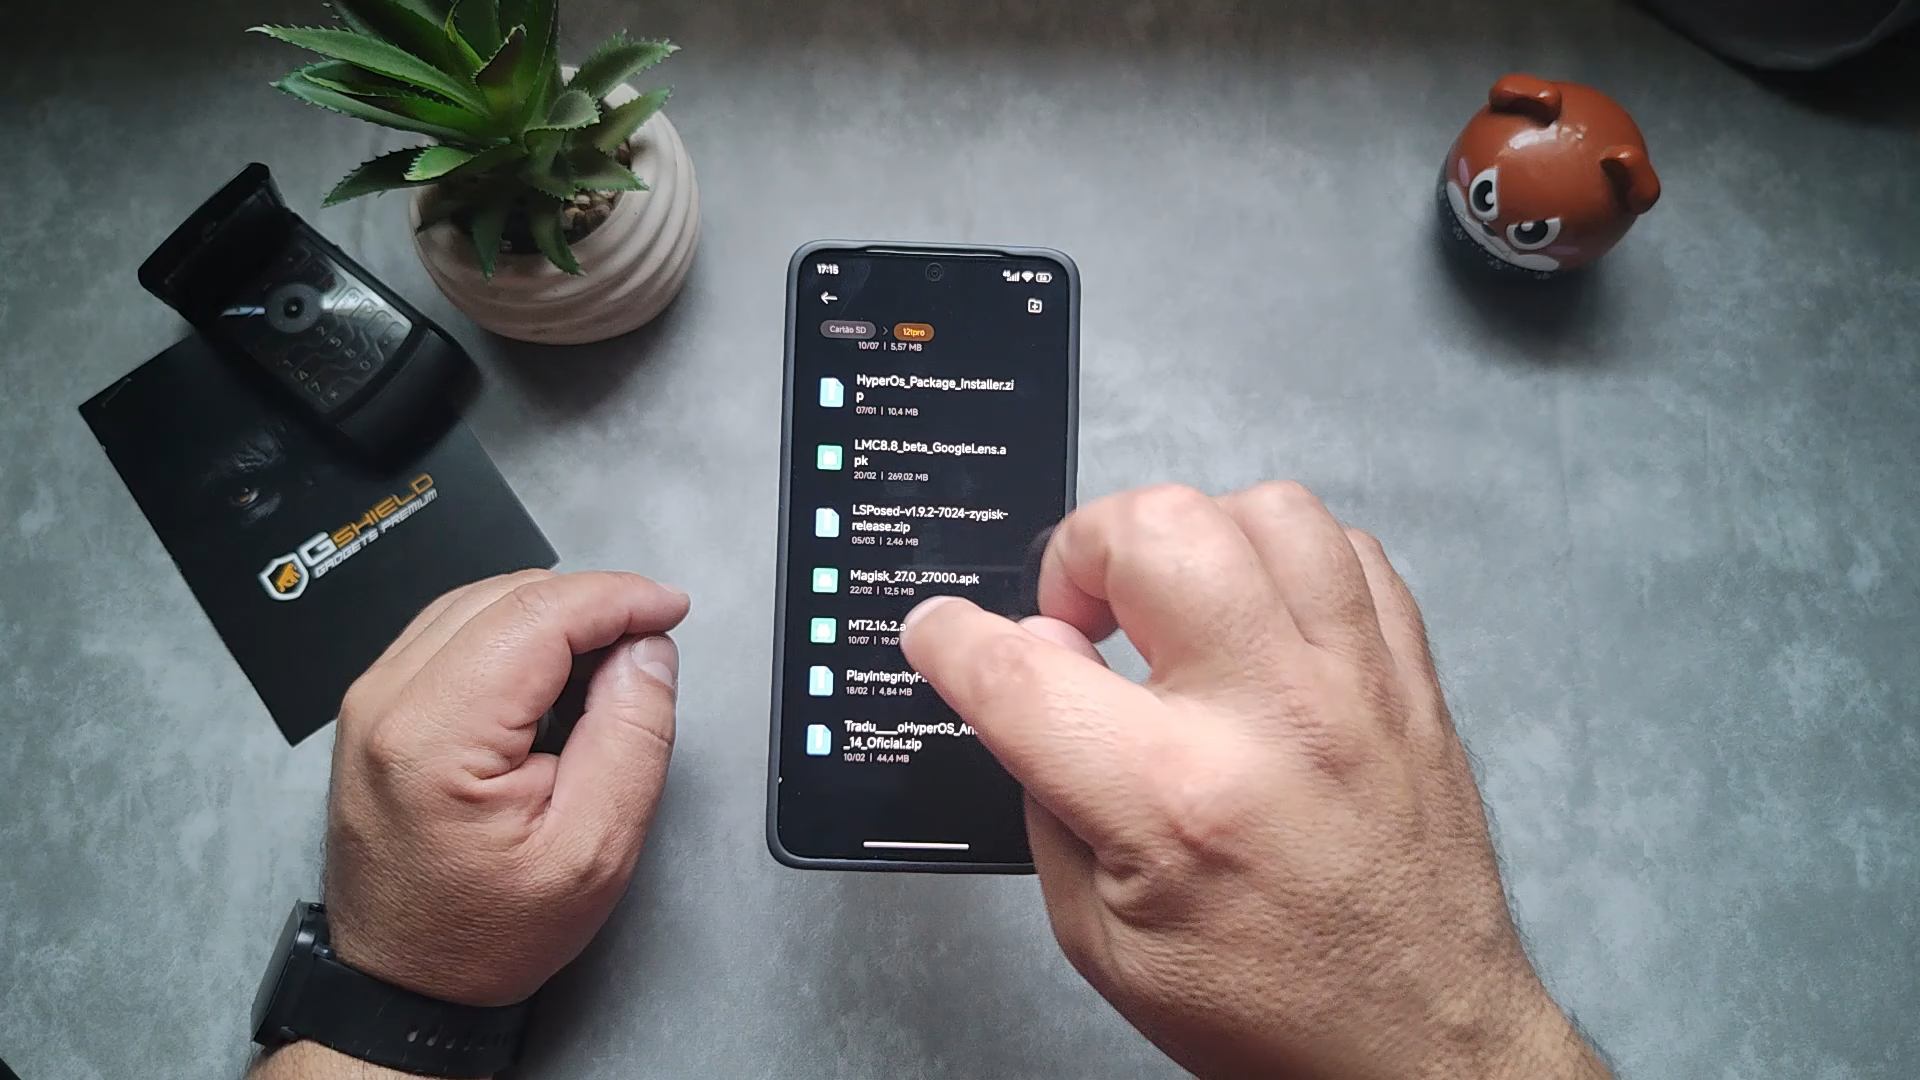 17:15
Cartão SD
12tpro
10/07 | 5,57 MB
HyperOs_Package_Installer.zi
p
07/01 | 10,4 MB
LMC8.8_beta_GoogleLens.a
pk
20/02 | 269,02 MB
LSPosed-v1.9.2-7024-zygisk-
release.zip
05/03 | 2,46 MB
Magisk_27.0_27000.apk
22/02 | 12,5 MB
MT2.16.2.a
10/07 | 19,67
PlayIntegrityF
18/02 | 4,84 MB
Tradu___oHyperOS_An
_14_Oficial.zip
10/02 | 44,4 MB
GSHIELD
GADGETS PREMIUM